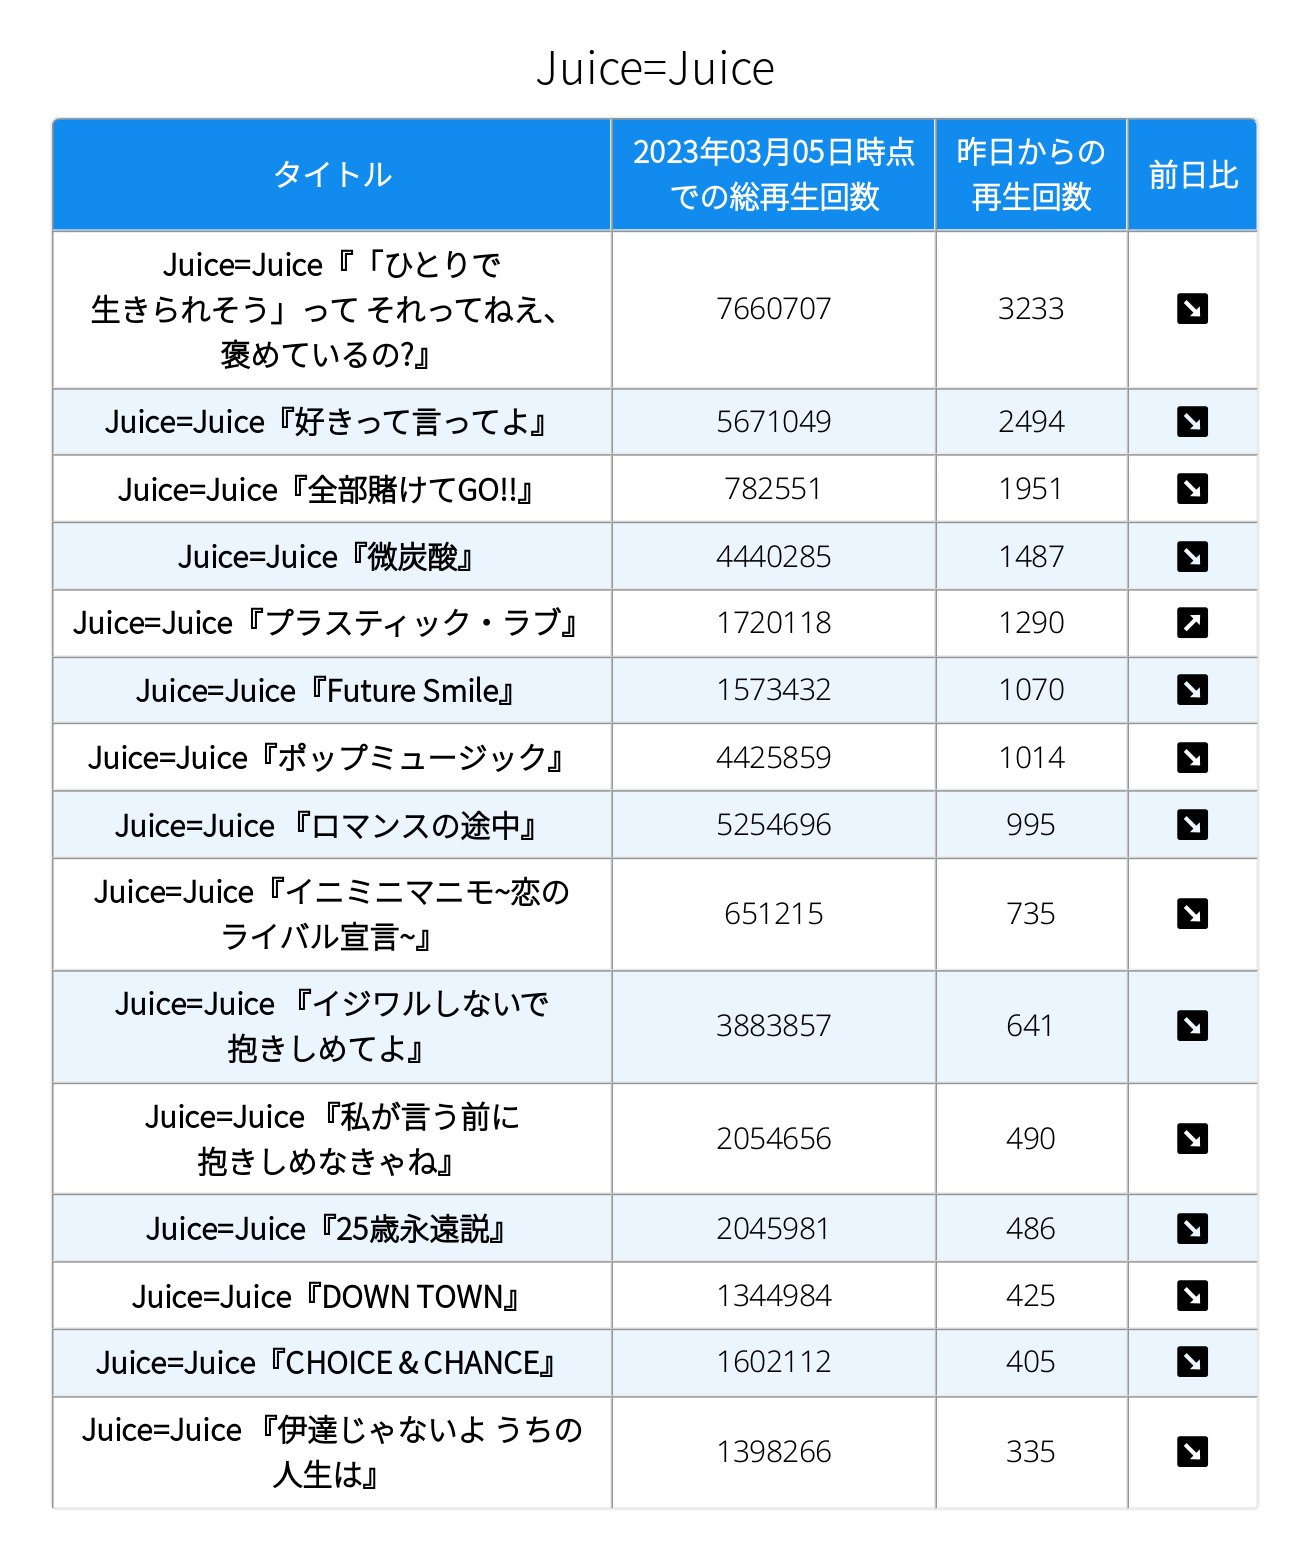 Juice=Juice
タイトル
2023年03月05日時点
での総再生回数
昨日からの
再生回数
前日比
Juice=Juice『「ひとりで
生きられそう」って それってねえ、
褒めているの?』
7660707
3233
Juice=Juice『好きって言ってよ』
5671049
2494
Juice=Juice『全部賭けてGO!!』
782551
1951
Juice=Juice『微炭酸』
4440285
1487
Juice=Juice『プラスティック・ラブ』
1720118
1290
Juice=Juice『Future Smile』
1573432
1070
Juice=Juice『ポップミュージック』
4425859
1014
Juice=Juice 『ロマンスの途中』
5254696
995
Juice=Juice『イニミニマニモ~恋の
ライバル宣言~』
651215
735
Juice=Juice 『イジワルしないで
抱きしめてよ』
3883857
641
Juice=Juice 『私が言う前に
抱きしめなきゃね』
2054656
490
Juice=Juice『25歳永遠説』
2045981
486
Juice=Juice『DOWN TOWN』
1344984
425
Juice=Juice『CHOICE & CHANCE』
1602112
405
Juice=Juice 『伊達じゃないよ うちの
人生は』
1398266
335